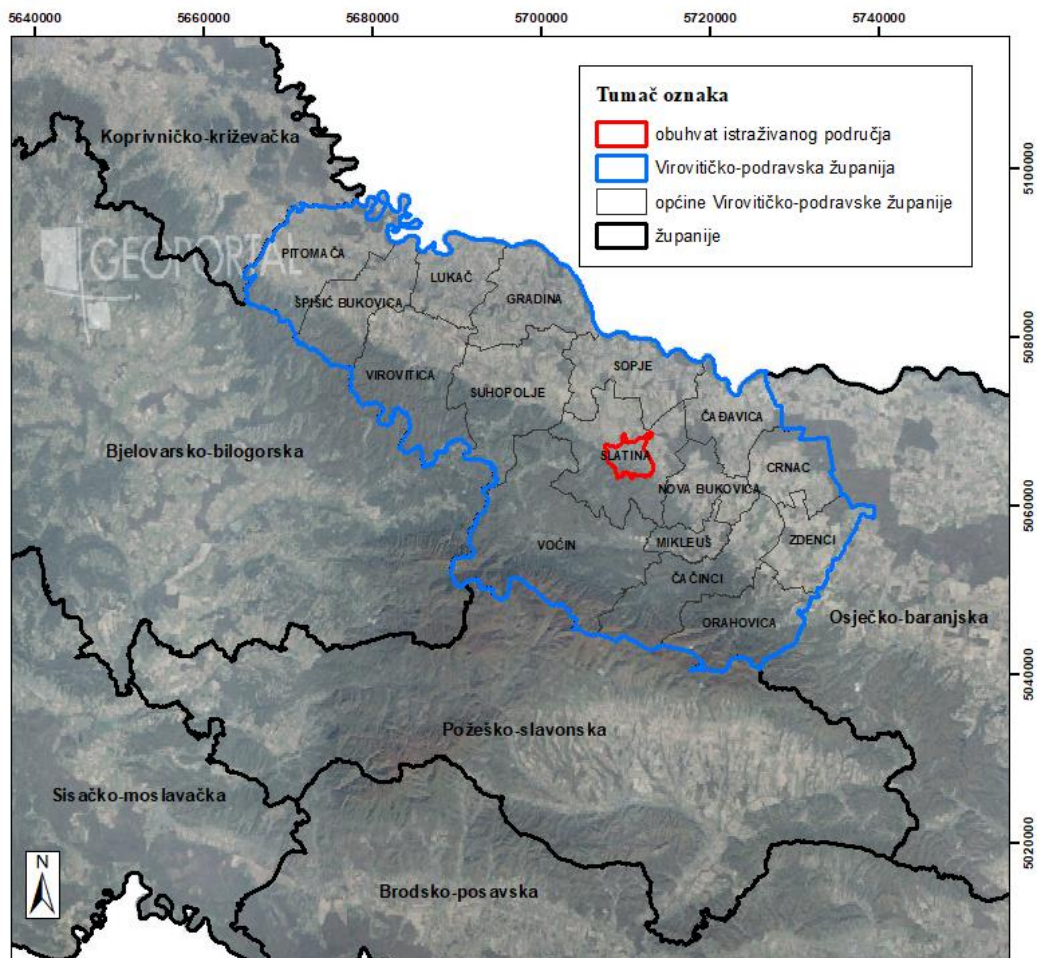 5640000
5660000
5680000
5700000
5720000
5740000
Tumač oznaka
obuhvat istraživanog područja
Virovitičko-podravska županija
općine Virovitičko-podravske županije
županije
Koprivničko-križevačka
5100000
GEOPORTAL
PITOMAČA
LUKAČ
ŠPIŠIĆ BUKOVICA
GRADINA
5080000
VIROVITICA
SUHOPOLJE
SOPJE
ČAĐAVICA
Bjelovarsko-bilogorska
SLATINA
CRNAC
NOVA BUKOVICA
5060000
VOĆIN
MIKLEUŠ
ZDENCI
ČAČINCI
ORAHOVICA
Osječko-baranjska
5040000
Požeško-slavonska
Sisačko-moslavačka
5020000
N
Brodsko-posavska